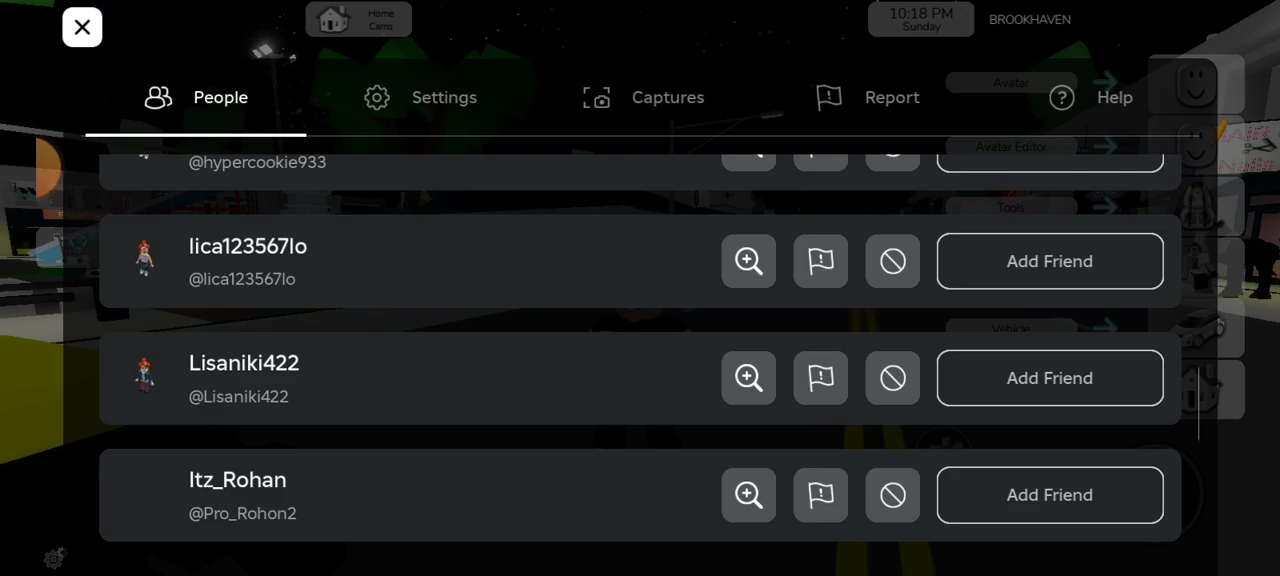 Home
Cams
10:18 PM
Sunday
BROOKHAVEN
People
Settings
Captures
Report
Help
Avatar
Avatar Editor
Tools
Vehicle
@hypercookie933
lica123567lo
@lica123567lo
Add Friend
Lisaniki422
@Lisaniki422
Add Friend
Itz_Rohan
@Pro_Rohon2
Add Friend